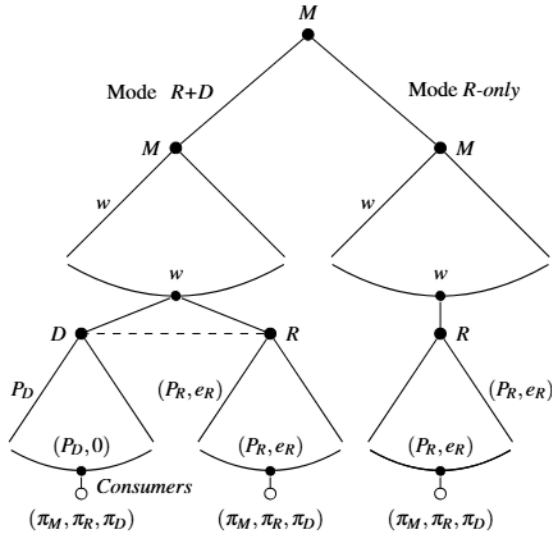 M
Mode R+D
Mode R-only
M
M
w
w
w
w
D
R
R
P_D
(P_R, e_R)
(P_R, e_R)
(P_D, 0)
(P_R, e_R)
(P_R, e_R)
Consumers
(π_M, π_R, π_D)
(π_M, π_R, π_D)
(π_M, π_R, π_D)